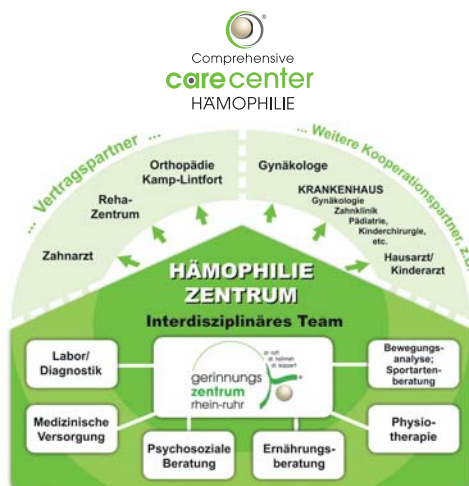 Comprehensive
care center
HÄMOPHILIE
... Vertragspartner ...
... Weitere Kooperationspartner, z.B.
Orthopädie
Kamp-Lintfort
Reha-
Zentrum
Zahnarzt
Gynäkologe
KRANKENHAUS
Gynäkologie
Zahnklinik
Pädiatrie,
Kinderchirurgie,
etc.
Hausarzt/
Kinderarzt
HÄMOPHILIE
ZENTRUM
Interdisziplinäres Team
Labor/
Diagnostik
Medizinische
Versorgung
Psychosoziale
Beratung
gerinnungs
zentrum
rhein-ruhr
Ernährungs-
beratung
Bewegungs-
analyse;
Sportarten-
beratung
Physio-
therapie